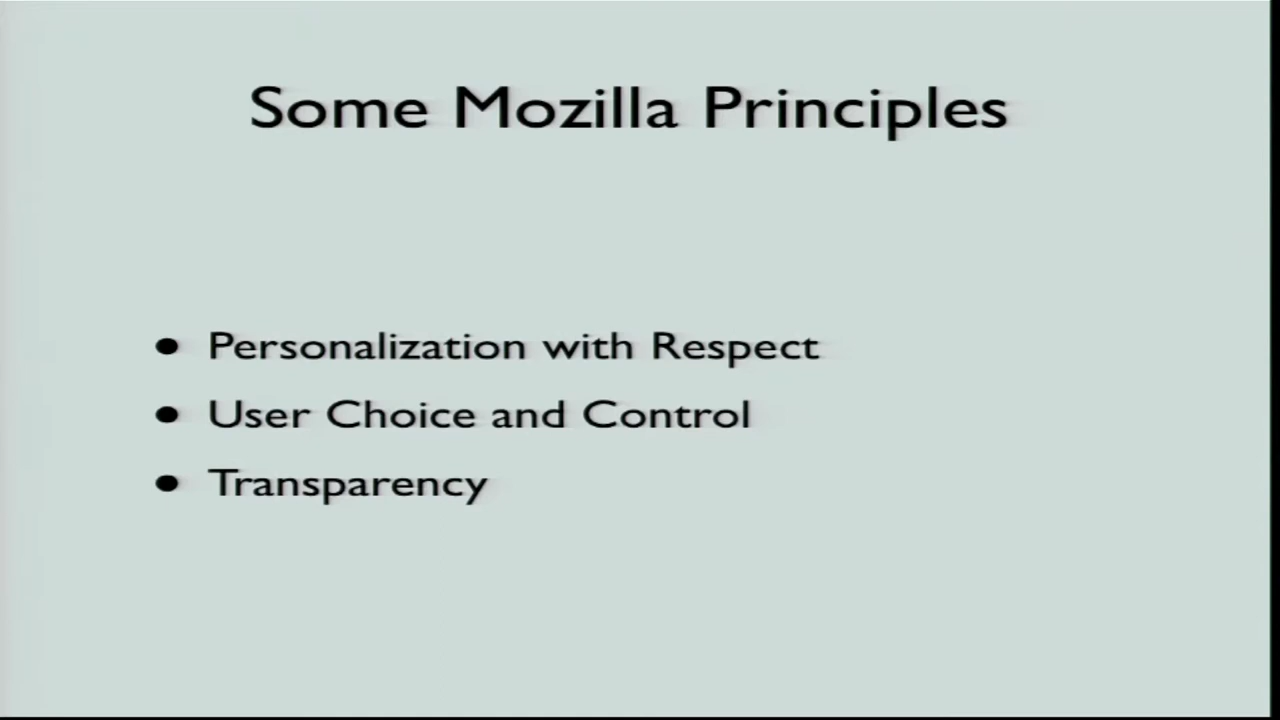 Some Mozilla Principles
• Personalization with Respect
• User Choice and Control
• Transparency